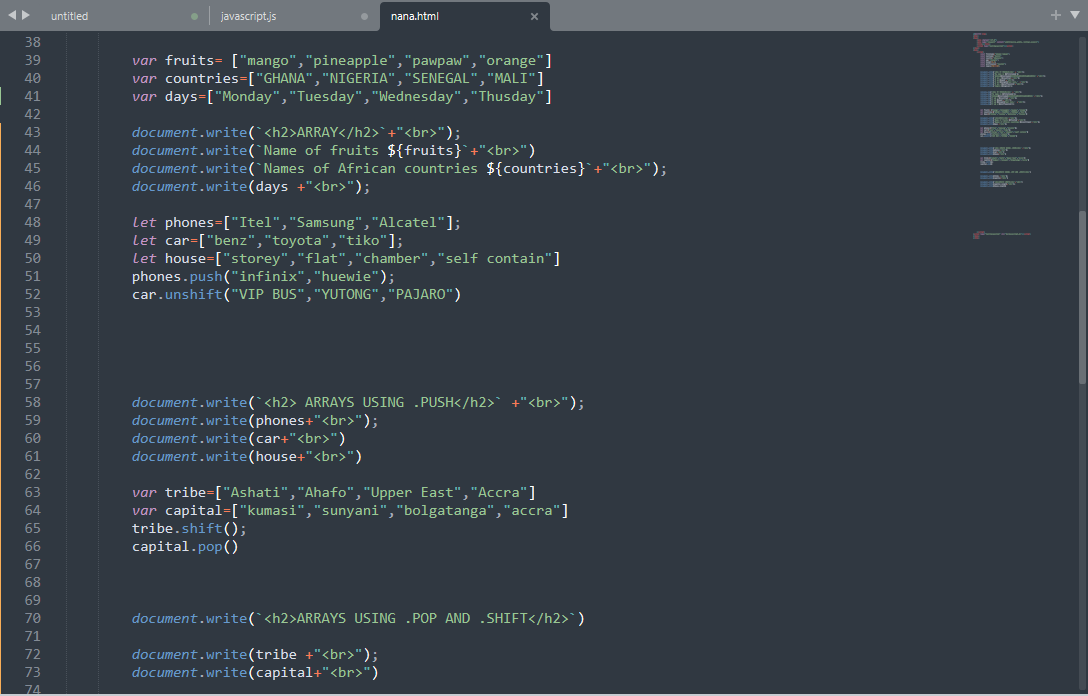 untitled
javascript.js
nana.html
38
39 var fruits= ["mango","pineapple","pawpaw","orange"]
40 var countries=["GHANA","NIGERIA","SENEGAL","MALI"]
41 var days=["Monday","Tuesday","Wednesday","Thusday"]
42
43 document.write(`<h2>ARRAY</h2>`+"<br>");
44 document.write(`Name of fruits ${fruits}`+"<br>")
45 document.write(`Names of African countries ${countries}`+"<br>");
46 document.write(days +"<br>");
47
48 let phones=["Itel","Samsung","Alcatel"];
49 let car=["benz","toyota","tiko"];
50 let house=["storey","flat","chamber","self contain"]
51 phones.push("infinix","huewie");
52 car.unshift("VIP BUS","YUTONG","PAJARO")
53
54
55
56
57
58 document.write(`<h2> ARRAYS USING .PUSH</h2>` +"<br>");
59 document.write(phones+"<br>");
60 document.write(car+"<br>")
61 document.write(house+"<br>")
62
63 var tribe=["Ashati","Ahafo","Upper East","Accra"]
64 var capital=["kumasi","sunyani","bolgatanga","accra"]
65 tribe.shift();
66 capital.pop()
67
68
69
70 document.write(`<h2>ARRAYS USING .POP AND .SHIFT</h2>`)
71
72 document.write(tribe +"<br>");
73 document.write(capital+"<br>")
74